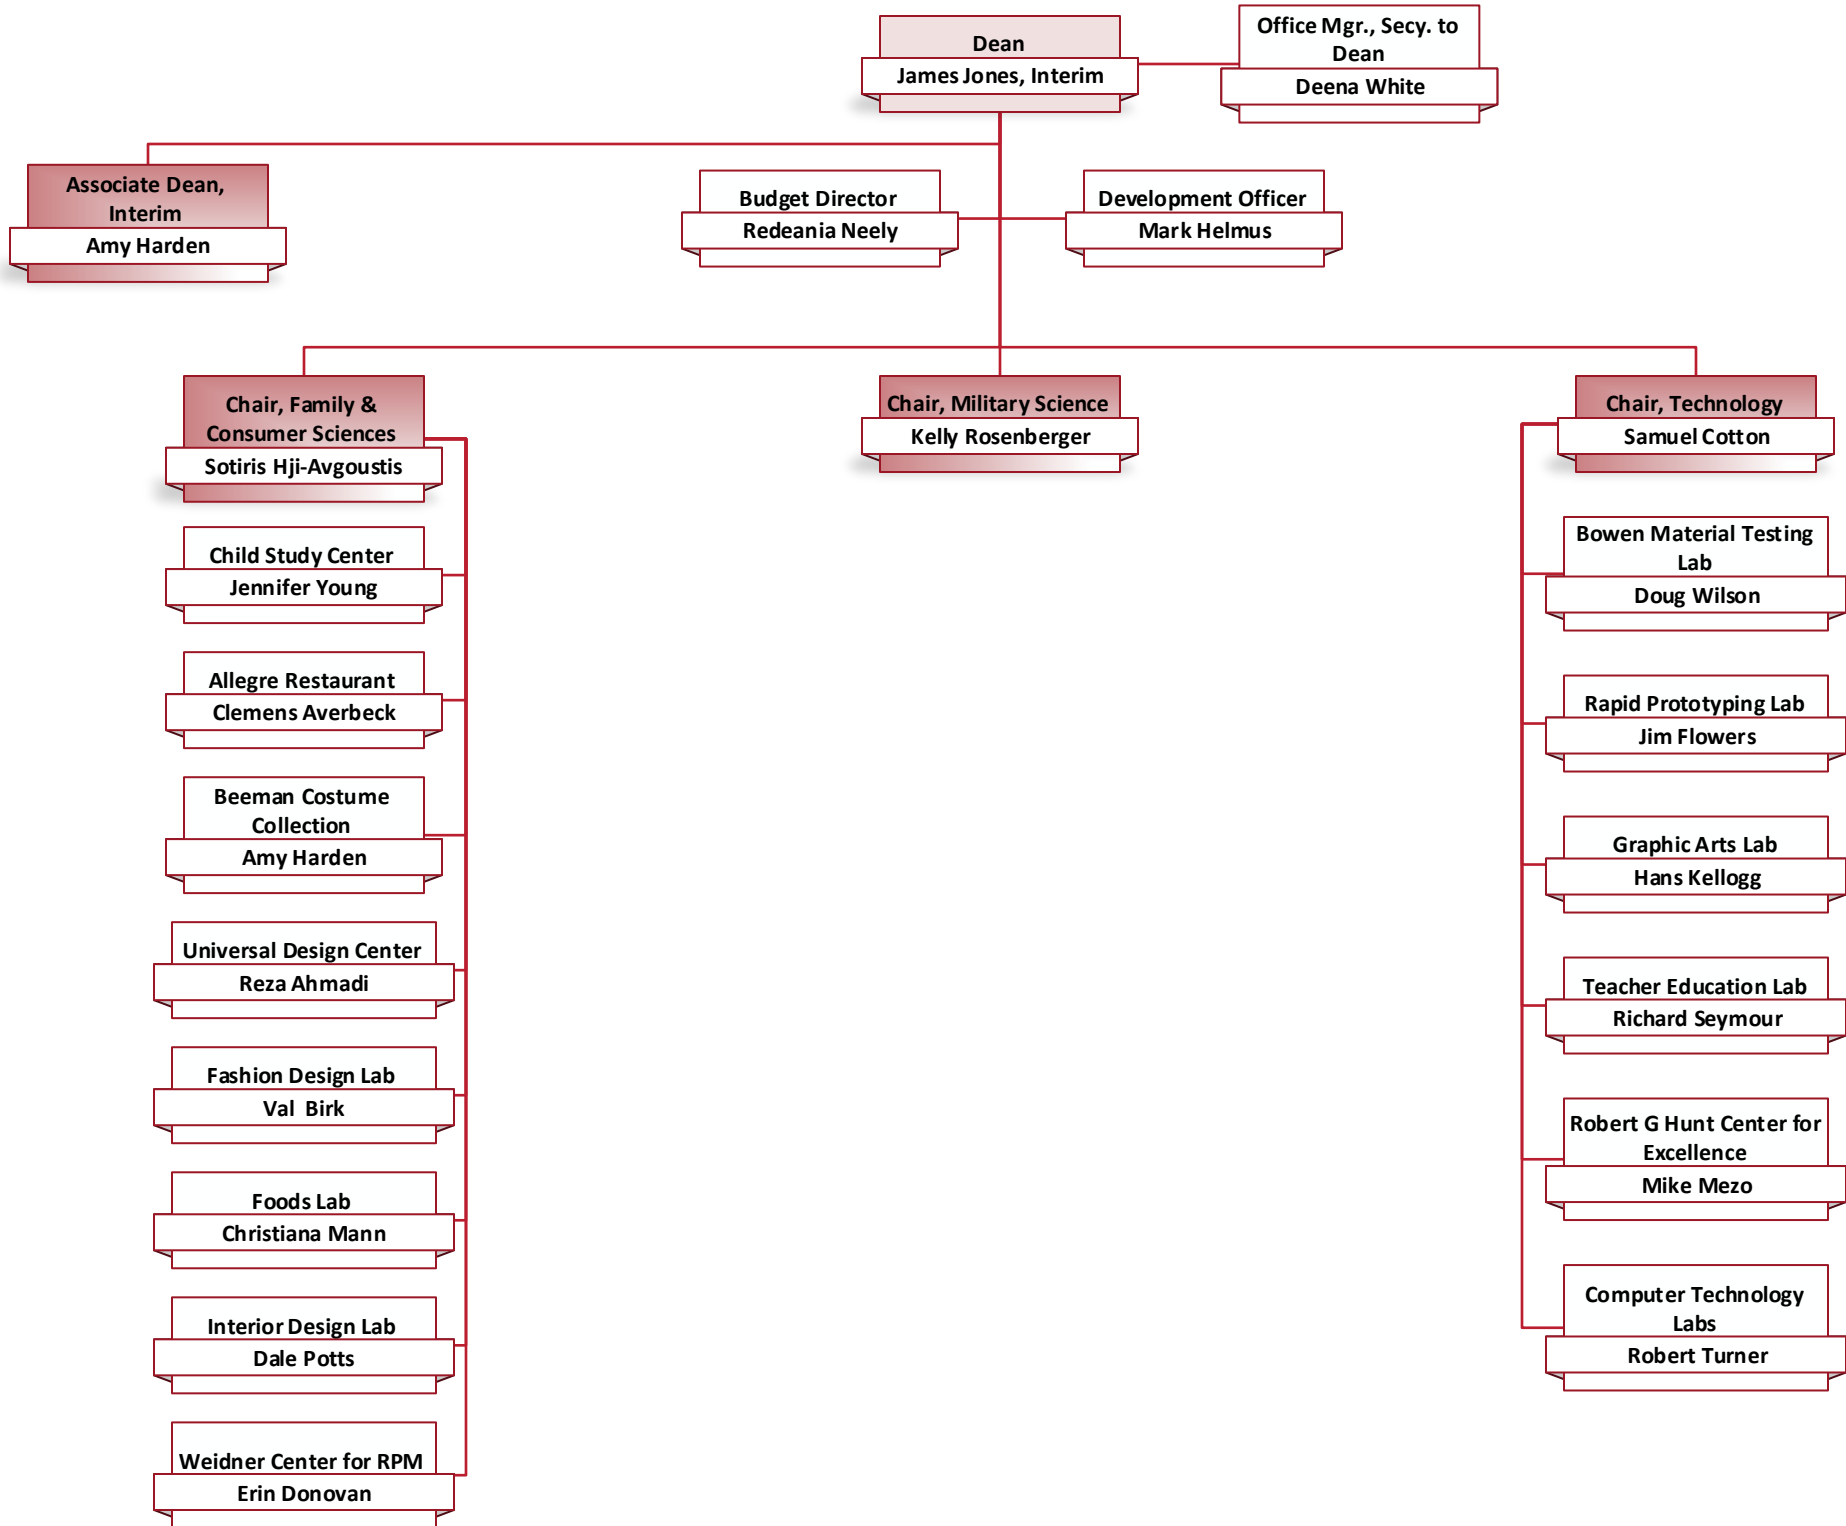 Dean
James Jones, Interim
Office Mgr., Secy. to
Dean
Deena White
Associate Dean,
Interim
Amy Harden
Budget Director
Redeania Neely
Development Officer
Mark Helmus
Chair, Family &
Consumer Sciences
Sotiris Hji-Avgoustis
Child Study Center
Jennifer Young
Allegre Restaurant
Clemens Averbeck
Beeman Costume
Collection
Amy Harden
Universal Design Center
Reza Ahmadi
Fashion Design Lab
Val  Birk
Foods Lab
Christiana Mann
Interior Design Lab
Dale Potts
Weidner Center for RPM
Erin Donovan
Chair, Military Science
Kelly Rosenberger
Chair, Technology
Samuel Cotton
Bowen Material Testing
Lab
Doug Wilson
Rapid Prototyping Lab
Jim Flowers
Graphic Arts Lab
Hans Kellogg
Teacher Education Lab
Richard Seymour
Robert G Hunt Center for
Excellence
Mike Mezo
Computer Technology
Labs
Robert Turner